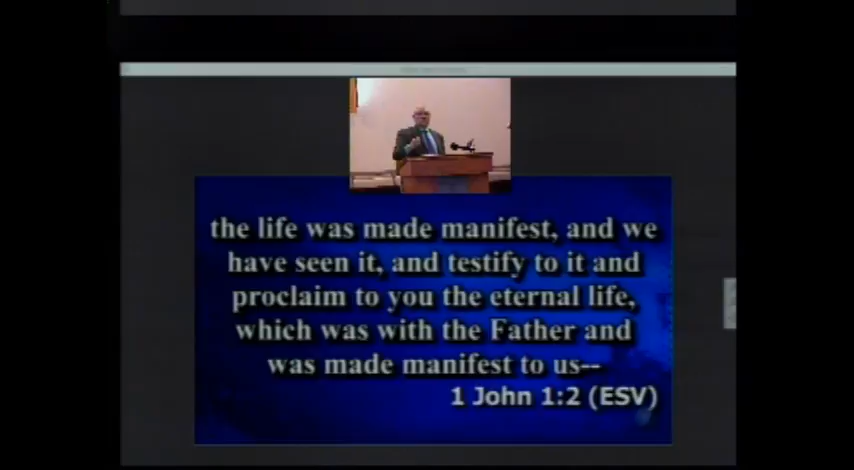 the life was made manifest, and we
have seen it, and testify to it and
proclaim to you the eternal life,
which was with the Father and
was made manifest to us--
1 John 1:2 (ESV)